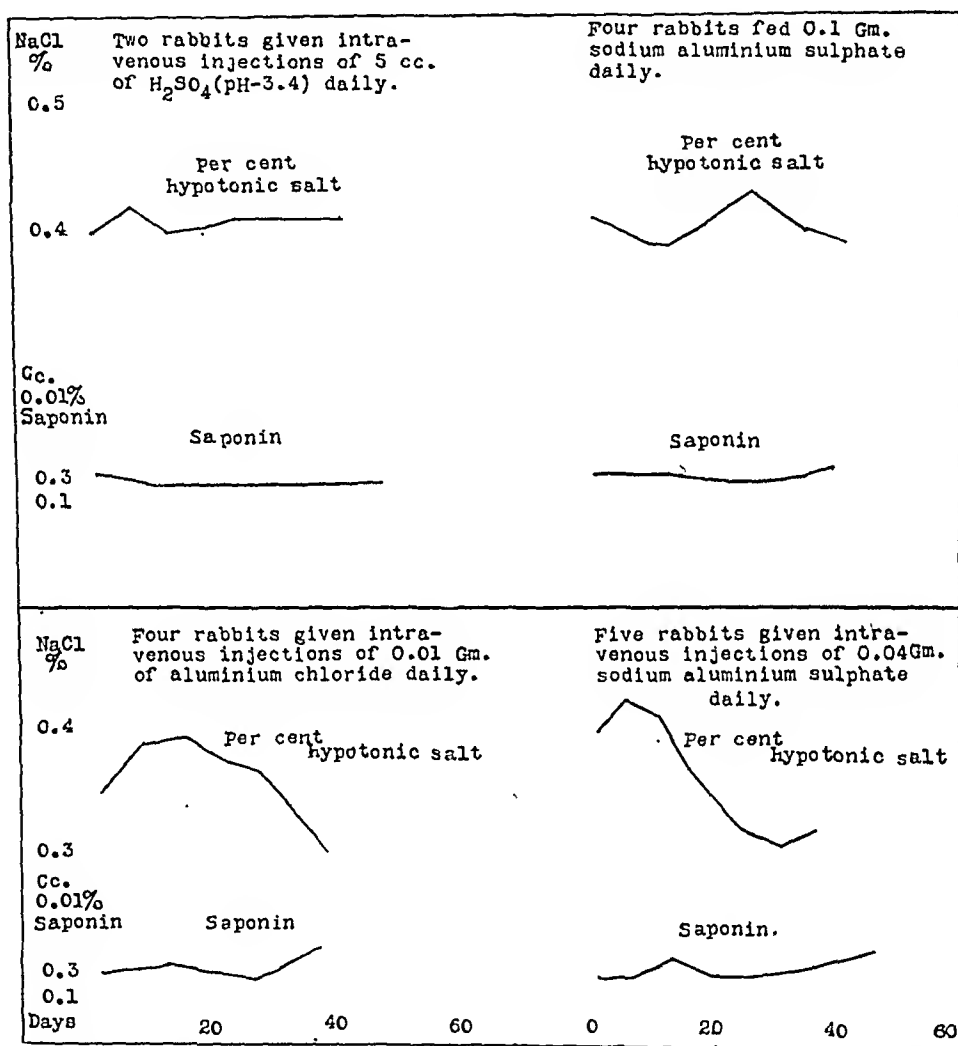 NaCl
%
0.5
0.4
Two rabbits given intra-
venous injections of 5 cc.
of H2SO4(pH-3.4) daily.
Per cent
hypotonic salt
Four rabbits fed 0.1 Gm.
sodium aluminium sulphate
daily.
Per cent
hypotonic salt
Cc.
0.01%
Saponin
0.3
0.1
Saponin
Saponin
NaCl
%
0.4
0.3
Four rabbits given intra-
venous injections of 0.01 Gm.
of aluminium chloride daily.
Per cent
hypotonic salt
Five rabbits given intra-
venous injections of 0.04Gm.
sodium aluminium sulphate
daily.
Per cent
hypotonic salt
Cc.
0.01%
Saponin
0.3
0.1
Saponin
Saponin.
Days 20 40 60 0 20 40 60